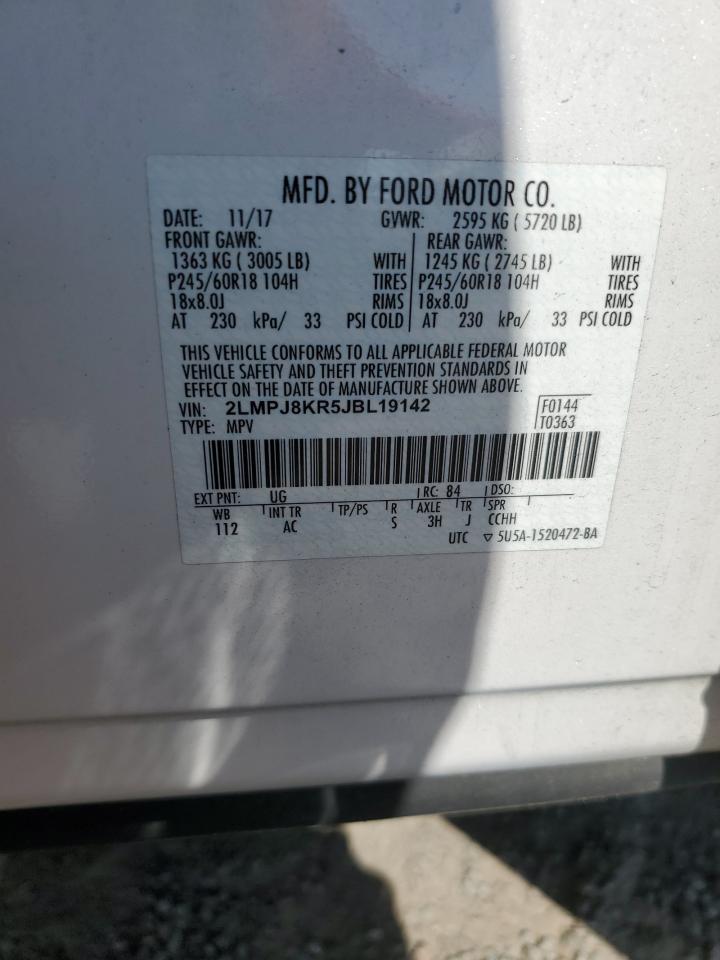 MFD. BY FORD MOTOR CO.
DATE: 11/17 GVWR: 2595 KG ( 5720 LB)
FRONT GAWR: REAR GAWR:
1363 KG ( 3005 LB) WITH 1245 KG ( 2745 LB) WITH
P245/60R18 104H TIRES P245/60R18 104H TIRES
18x8.0J RIMS 18x8.0J RIMS
AT 230 kPa/ 33 PSI COLD AT 230 kPa/ 33 PSI COLD
THIS VEHICLE CONFORMS TO ALL APPLICABLE FEDERAL MOTOR
VEHICLE SAFETY AND THEFT PREVENTION STANDARDS IN
EFFECT ON THE DATE OF MANUFACTURE SHOWN ABOVE.
VIN: 2LMPJ8KR5JBL19142 F0144
TYPE: MPV T0363
EXT PNT: UG RC: 84 DSO:
WB INT TR TP/PS R AXLE TR SPR
112 AC S 3H J CCHH
UTC ▽ 5U5A-1520472-BA